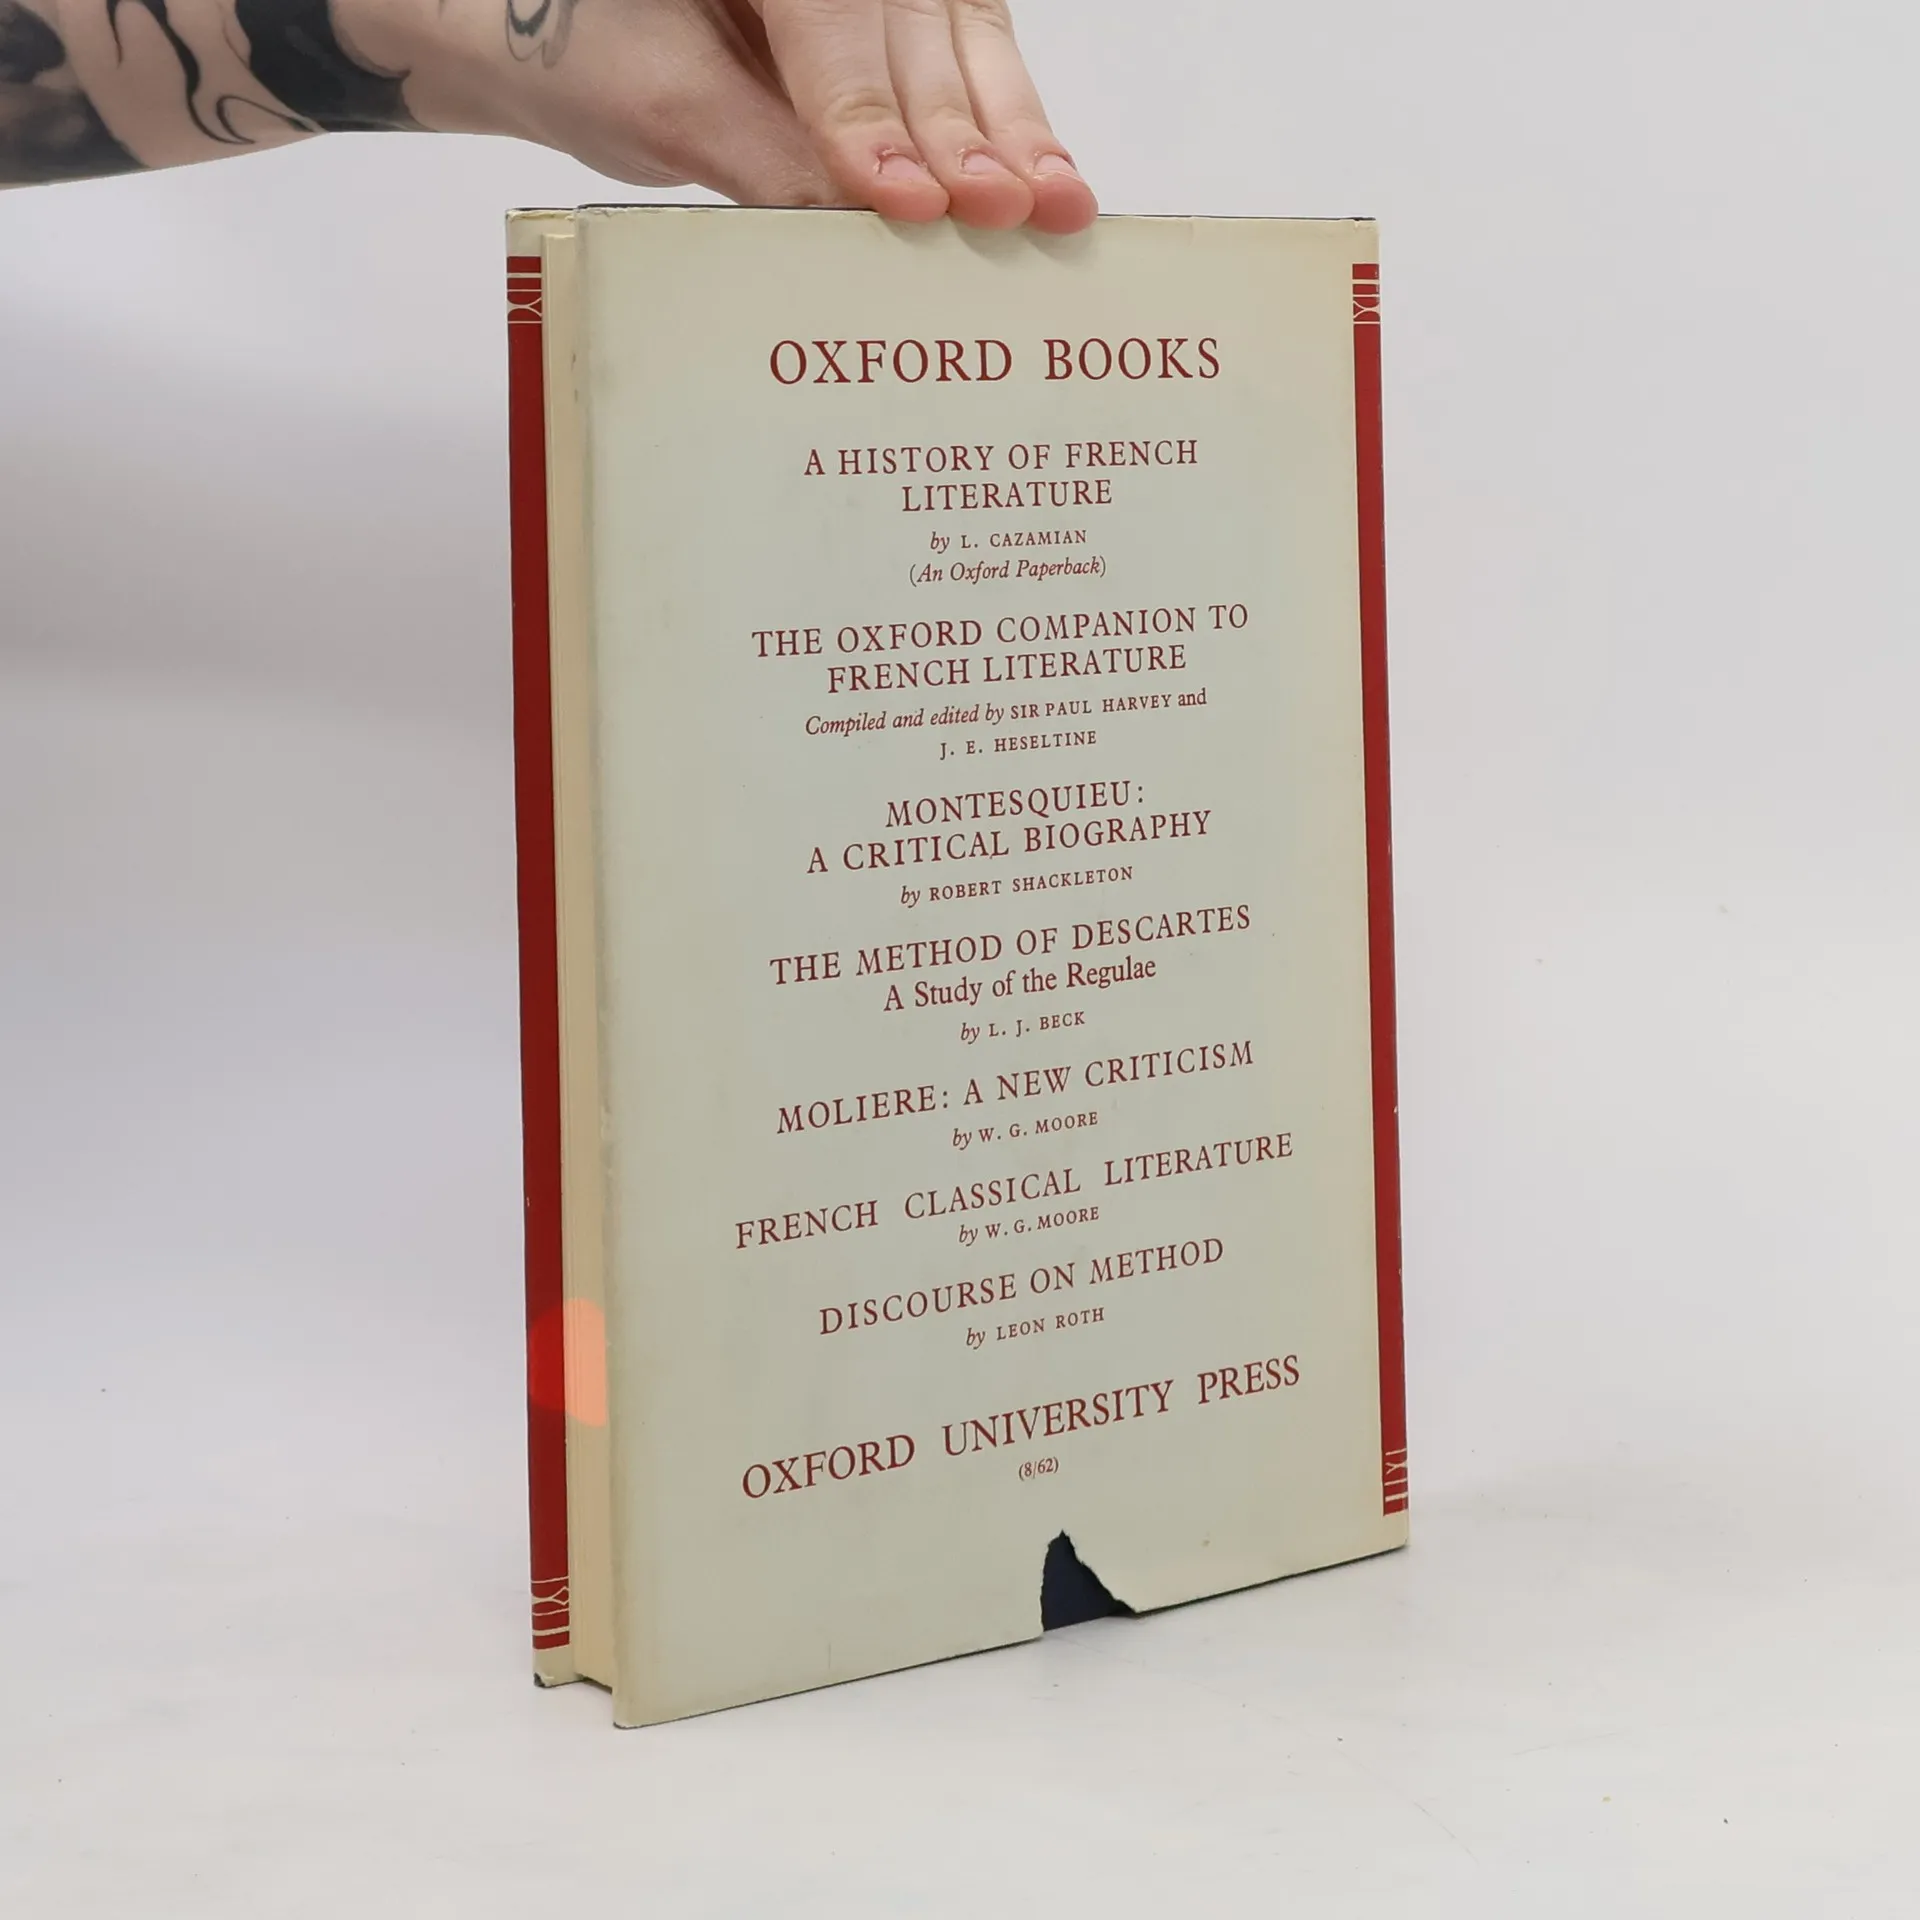 OXFORD BOOKS
A HISTORY OF FRENCH
LITERATURE
by L. CAZAMIAN
(An Oxford Paperback)
THE OXFORD COMPANION TO
FRENCH LITERATURE
Compiled and edited by SIR PAUL HARVEY and
J. E. HESELTINE
MONTESQUIEU:
A CRITICAL BIOGRAPHY
by ROBERT SHACKLETON
THE METHOD OF DESCARTES
A Study of the Regulae
by L. J. BECK
MOLIERE: A NEW CRITICISM
by W. G. MOORE
FRENCH CLASSICAL LITERATURE
by W. G. MOORE
DISCOURSE ON METHOD
by LEON ROTH
OXFORD UNIVERSITY PRESS
(8/62)